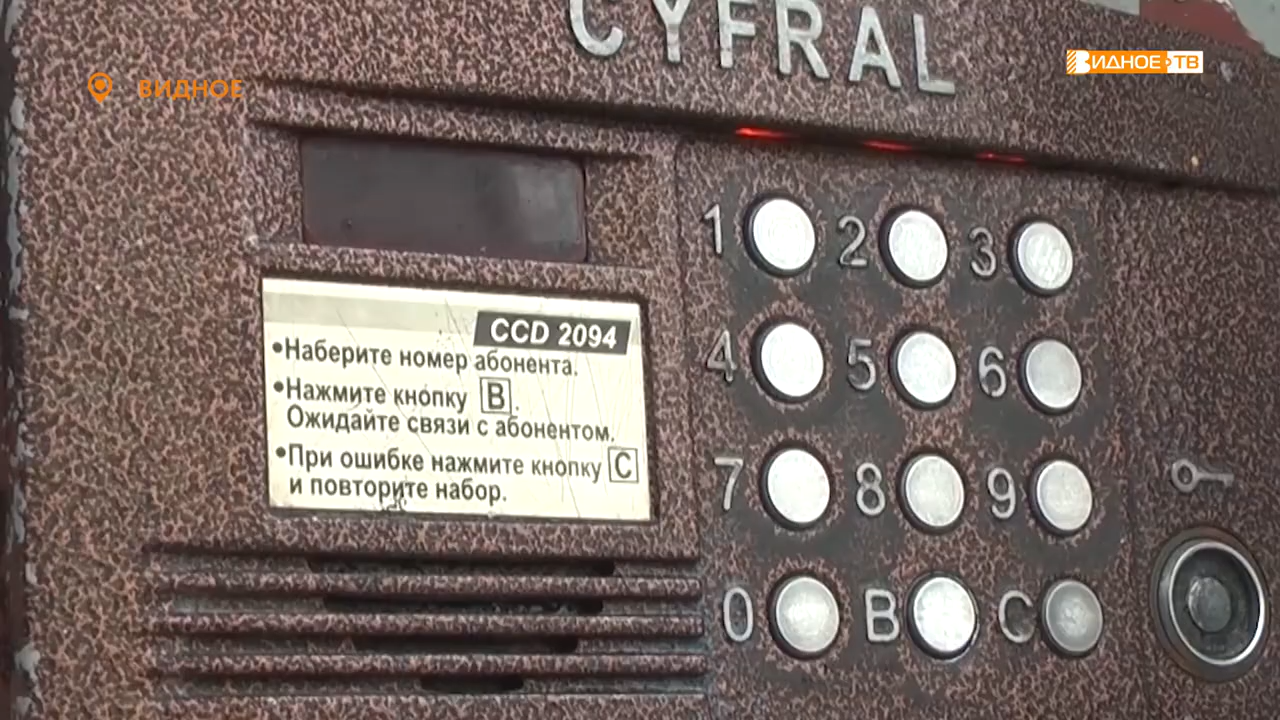 CYFRAL
ВИДНОЕ
ВИДНОЕ ТВ
CCD 2094
•Наберите номер абонента.
•Нажмите кнопку B.
Ожидайте связи с абонентом.
•При ошибке нажмите кнопку C
и повторите набор.
1 2 3
4 5 6
7 8 9
0 B C